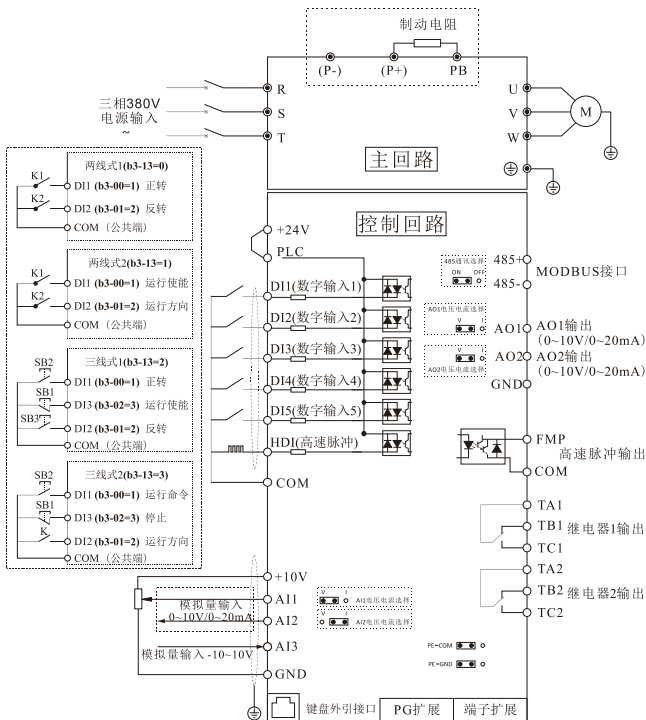 制动电阻
(P-) (P+) PB
R
S
T
三相380V
电源输入
~
U
V
W
M
主回路
两线式1(b3-13=0)
K1
DI1 (b3-00=1) 正转
K2
DI2 (b3-01=2) 反转
COM (公共端)
两线式2(b3-13=1)
K1
DI1 (b3-00=1) 运行使能
K2
DI2 (b3-01=2) 运行方向
COM (公共端)
三线式1(b3-13=2)
SB2
DI1 (b3-00=1) 正转
SB1
DI3 (b3-02=3) 运行使能
SB3
DI2 (b3-01=2) 反转
COM (公共端)
三线式2(b3-13=3)
SB2
DI1 (b3-00=1) 运行命令
SB1
DI3 (b3-02=3) 停止
K
DI2 (b3-01=2) 运行方向
COM (公共端)
控制回路
+24V
PLC
DI1(数字输入1)
DI2(数字输入2)
DI3(数字输入3)
DI4(数字输入4)
DI5(数字输入5)
HDI(高速脉冲)
COM
485通讯选择
ON OFF
485+
485-
MODBUS接口
AO1电压电流选择
V I
AO1
AO1输出
(0~10V/0~20mA)
V I
AO2电压电流选择
AO2
AO2输出
(0~10V/0~20mA)
GND
FMP
高速脉冲输出
COM
TA1
TB1 继电器1输出
TC1
TA2
TB2 继电器2输出
TC2
+10V
AI1
模拟量输入
0~10V/0~20mA
AI2
AI3
模拟量输入 -10~10V
GND
V I
AI1电压电流选择
V I
AI2电压电流选择
PE-COM
PE-GND
键盘外引接口
PG扩展
端子扩展